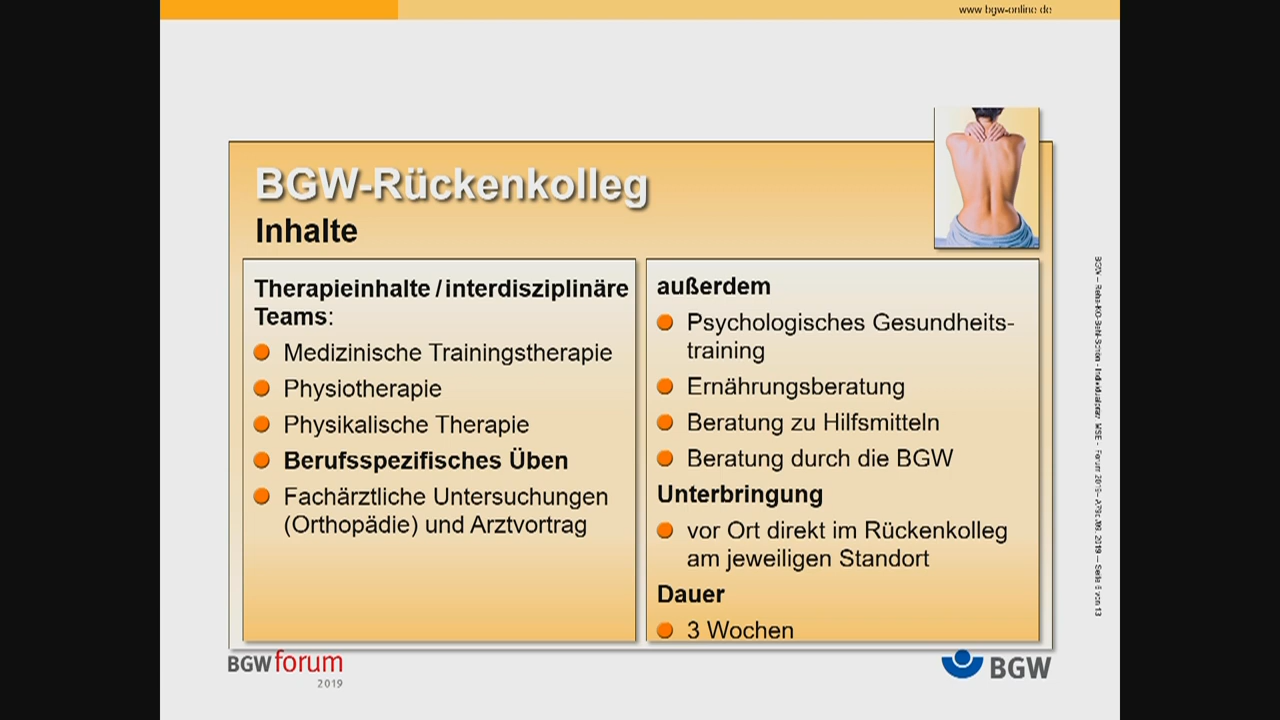 www bgw-online de
BGW-Rückenkolleg
Inhalte
Therapieinhalte / interdisziplinäre
Teams:
Medizinische Trainingstherapie
Physiotherapie
Physikalische Therapie
Berufsspezifisches Üben
Fachärztliche Untersuchungen
(Orthopädie) und Arztvortrag
außerdem
Psychologisches Gesundheits-
training
Ernährungsberatung
Beratung zu Hilfsmitteln
Beratung durch die BGW
Unterbringung
vor Ort direkt im Rückenkolleg
am jeweiligen Standort
Dauer
3 Wochen
BGW forum
2019
BGW